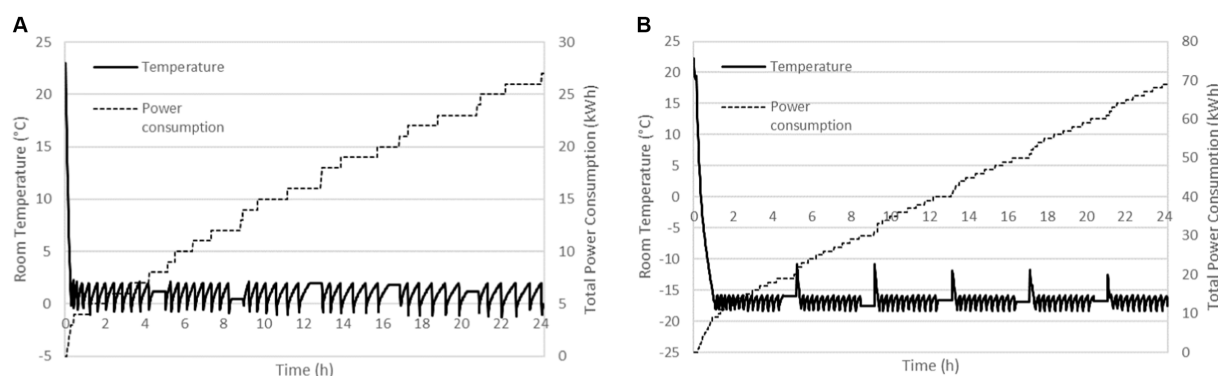 A
25
20
15
10
5
0
-5
Room Temperature (°C)
Temperature
Power
consumption
30
25
20
15
10
5
0
Total Power Consumption (kWh)
0 2 4 6 8 10 12 14 16 18 20 22 24
Time (h)
B
25
20
15
10
5
0
-5
-10
-15
-20
-25
Room Temperature (°C)
Temperature
Power
consumption
80
70
60
50
40
30
20
10
0
Total Power Consumption (kWh)
0 2 4 6 8 10 12 14 16 18 20 22 24
Time (h)